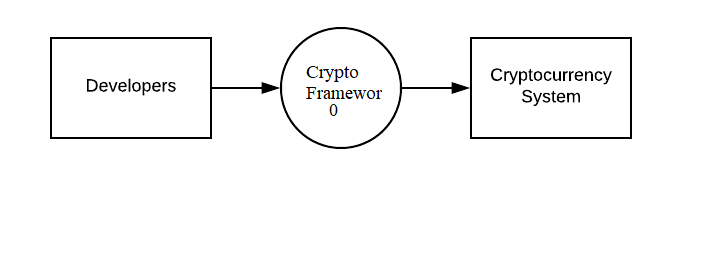 Developers
Crypto
Framewor
0
Cryptocurrency
System